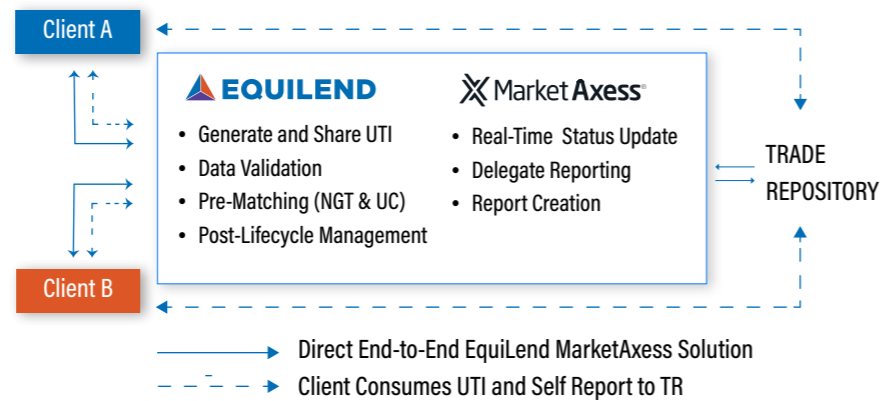 Client A
EQUILEND
• Generate and Share UTI
• Data Validation
• Pre-Matching (NGT & UC)
• Post-Lifecycle Management
MarketAxess®
• Real-Time Status Update
• Delegate Reporting
• Report Creation
TRADE
REPOSITORY
Client B
Direct End-to-End EquiLend MarketAxess Solution
Client Consumes UTI and Self Report to TR